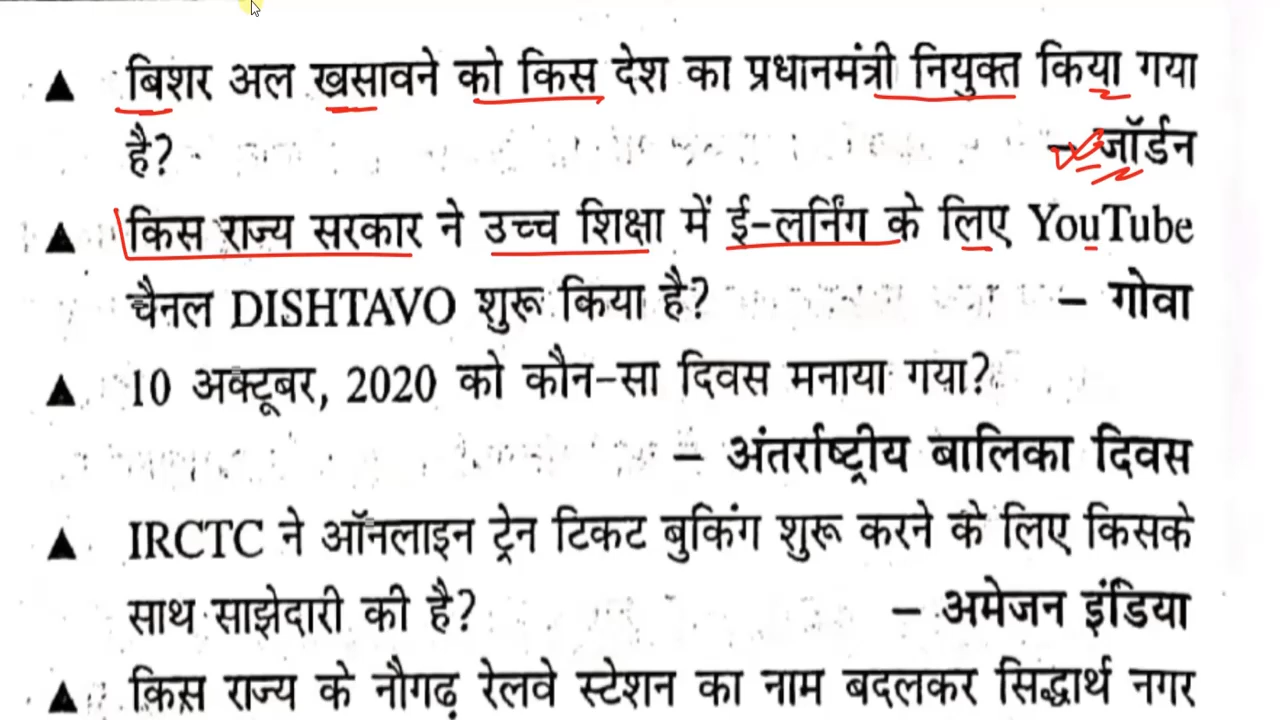 ▲ बिशर अल खसावने को किस देश का प्रधानमंत्री नियुक्त किया गया
है? – जॉर्डन
▲ किस राज्य सरकार ने उच्च शिक्षा में ई-लर्निंग के लिए YouTube
चैनल DISHTAVO शुरू किया है? – गोवा
▲ 10 अक्टूबर, 2020 को कौन-सा दिवस मनाया गया?
– अंतर्राष्ट्रीय बालिका दिवस
▲ IRCTC ने ऑनलाइन ट्रेन टिकट बुकिंग शुरू करने के लिए किसके
साथ साझेदारी की है? – अमेजन इंडिया
▲ किस राज्य के नौगढ़ रेलवे स्टेशन का नाम बदलकर सिद्धार्थ नगर